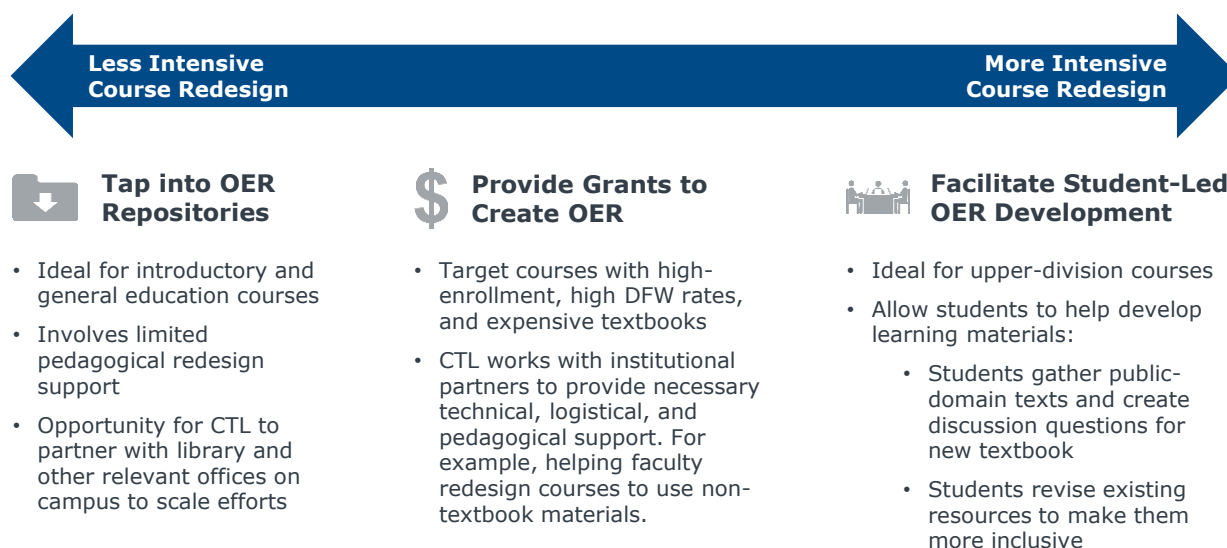 Less Intensive
Course Redesign
More Intensive
Course Redesign
Tap into OER
Repositories
• Ideal for introductory and
general education courses
• Involves limited
pedagogical redesign
support
• Opportunity for CTL to
partner with library and
other relevant offices on
campus to scale efforts
$
Provide Grants to
Create OER
• Target courses with high-
enrollment, high DFW rates,
and expensive textbooks
• CTL works with institutional
partners to provide necessary
technical, logistical, and
pedagogical support. For
example, helping faculty
redesign courses to use non-
textbook materials.
Facilitate Student-Led
OER Development
• Ideal for upper-division courses
• Allow students to help develop
learning materials:
• Students gather public-
domain texts and create
discussion questions for
new textbook
• Students revise existing
resources to make them
more inclusive